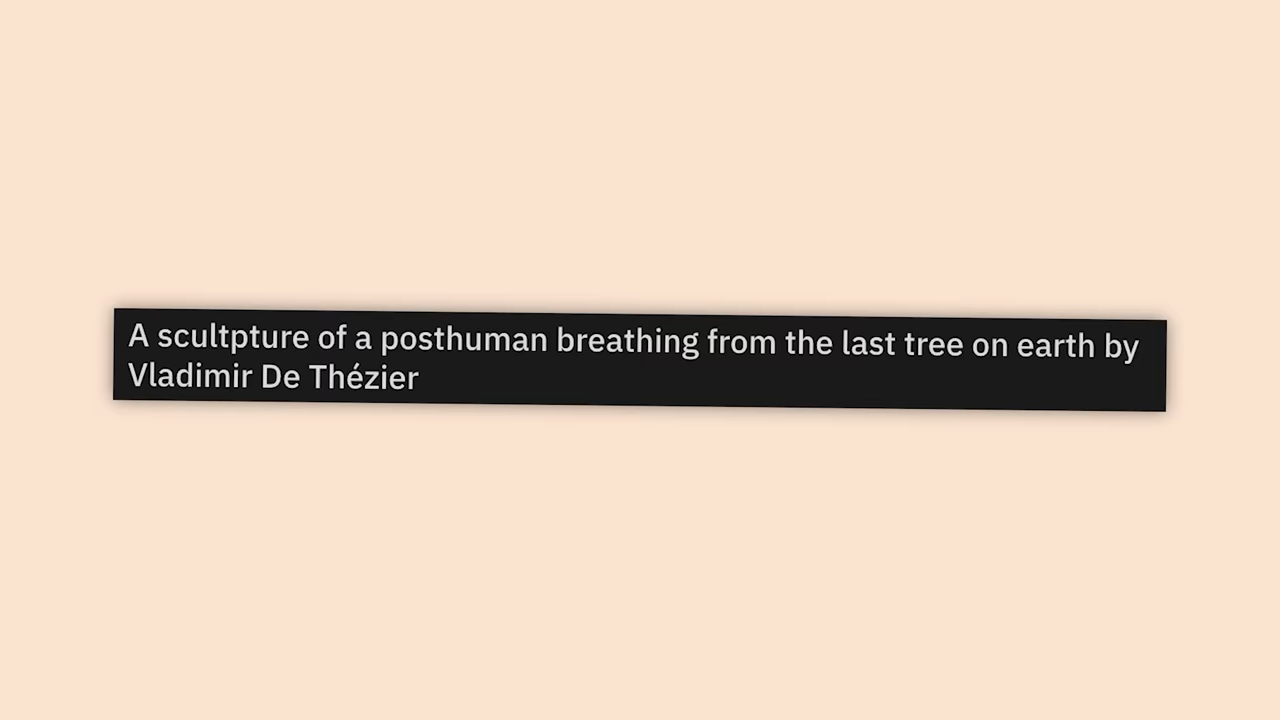 A scultpture of a posthuman breathing from the last tree on earth by
Vladimir De Thézier